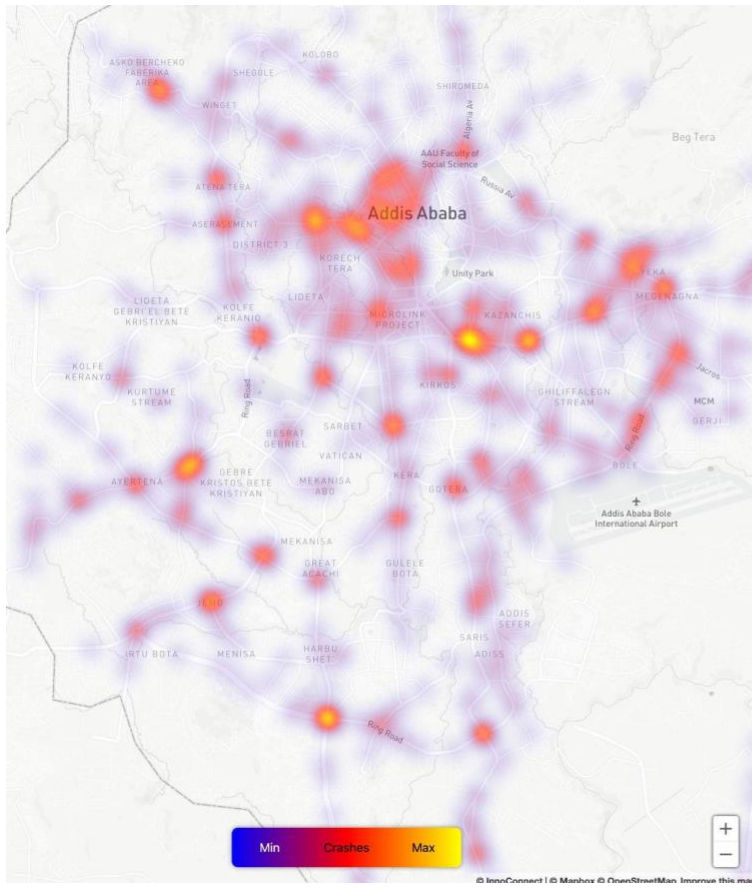 KOLOBO
ASKO BERCHEKO
FABERIKA
AREA
SHEGOLE
SHIROMEDA
WINGET
Algeria Av
Beg Tera
AAU Faculty of
Social Science
ATENA TERA
Russia Av
Addis Ababa
ASERASEMENT
DISTRICT 3
KORECH
TERA
Unity Park
YEKA
MEGENAGNA
LIDETA
GEBRI'EL BETE
KRISTIYAN
LIDETA
KOLFE
KERANIO
MICROLINK
PROJECT
KAZANCHIS
KOLFE
KERANYO
KURTUME
STREAM
Ring Road
KIRKOS
GHILIFFALEGN
STREAM
Jacros
MCM
GERJI
BESRAT
GEBRIEL
SARBET
Ring Road
VATICAN
BOLE
AYERTENA
GEBRE
KRISTOS BETE
KRISTIYAN
MEKANISA
ABO
KERA
GOTERA
Addis Ababa Bole
International Airport
MEKANISA
GREAT
ACACHI
GULELE
BOTA
JEMO
ADDIS
SEFER
IRTU BOTA
MENISA
HARBU
SHET
SARIS
ADISS
Ring Road
Min
Crashes
Max
+
−
© InnoConnect | © Mapbox © OpenStreetMap Improve this map